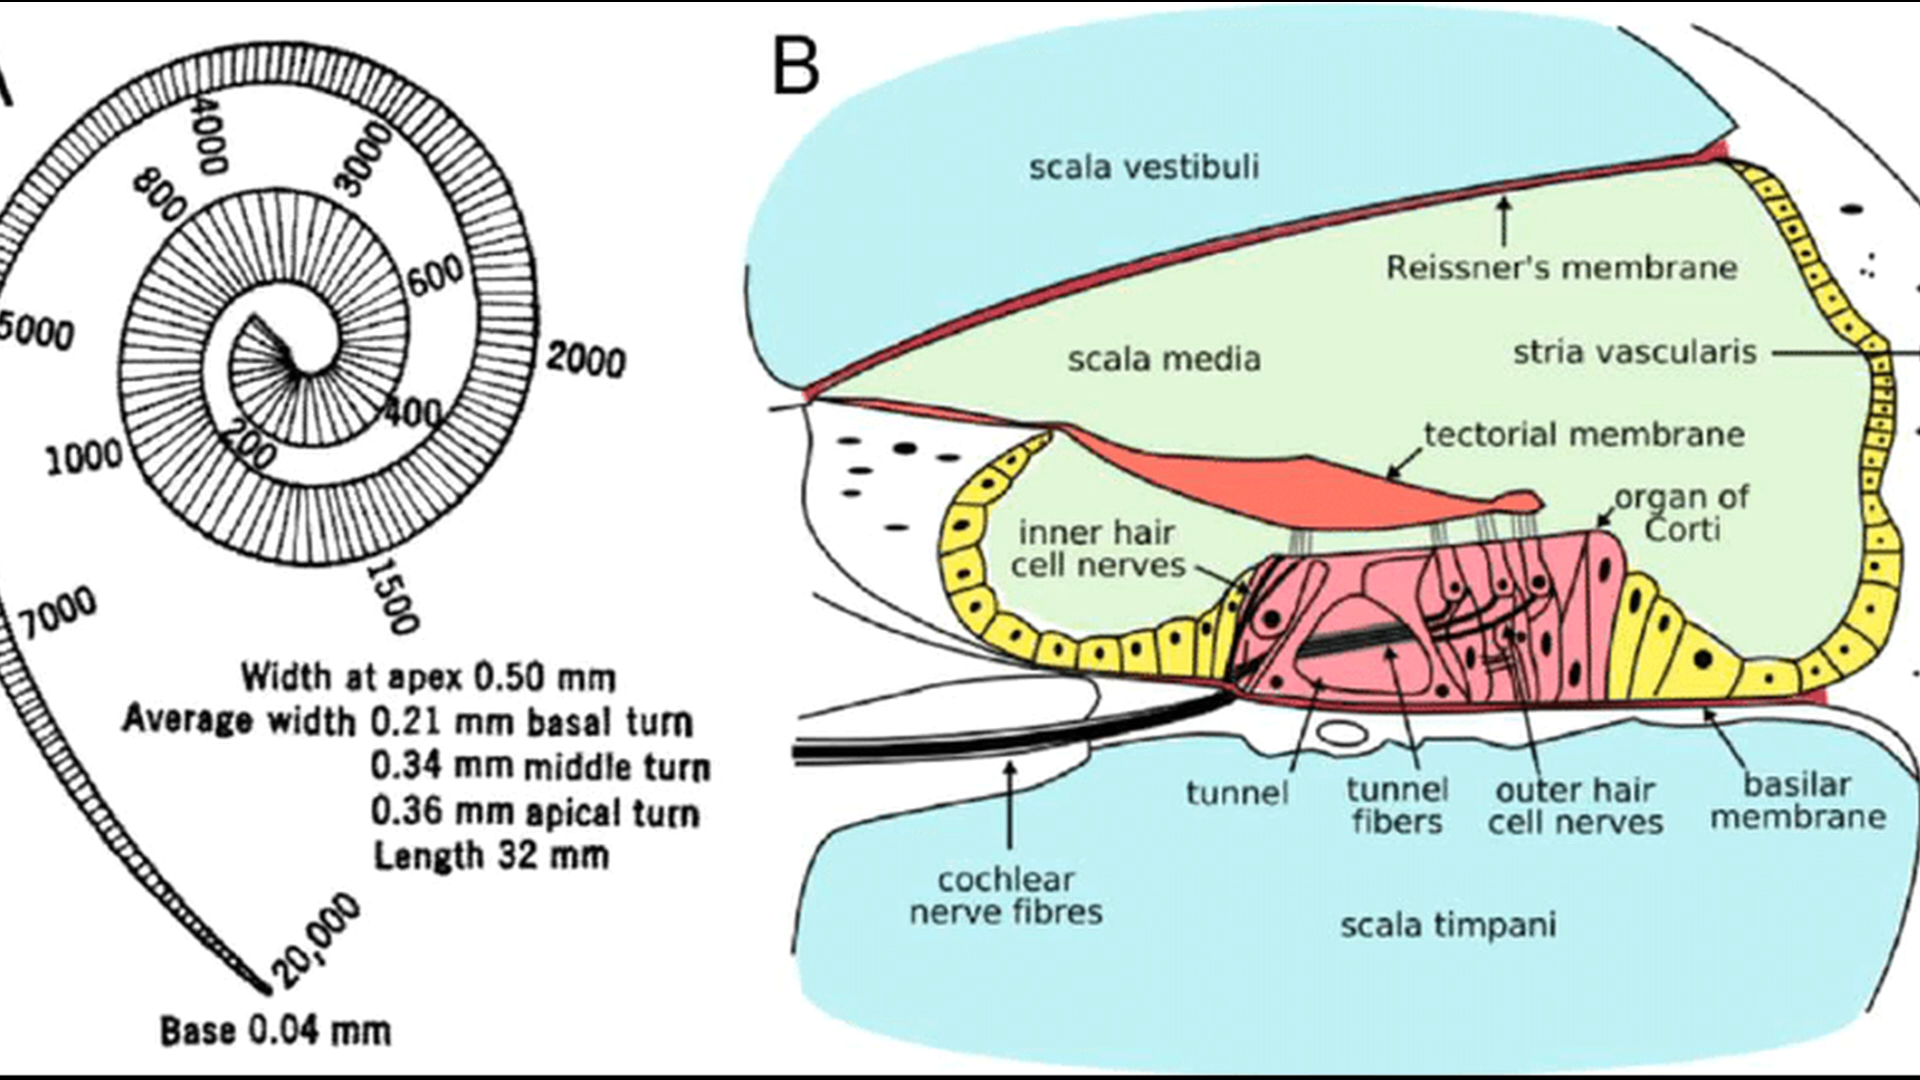 A
4000
3000
800
600
5000
2000
400
200
1000
1500
7000
Width at apex 0.50 mm
Average width 0.21 mm basal turn
0.34 mm middle turn
0.36 mm apical turn
Length 32 mm
20,000
Base 0.04 mm
B
scala vestibuli
Reissner's membrane
scala media
stria vascularis
tectorial membrane
organ of
Corti
inner hair
cell nerves
tunnel
tunnel
fibers
outer hair
cell nerves
basilar
membrane
cochlear
nerve fibres
scala timpani